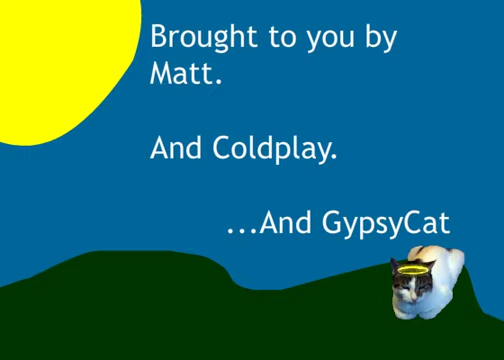 Brought to you by
Matt.
And Coldplay.
...And GypsyCat